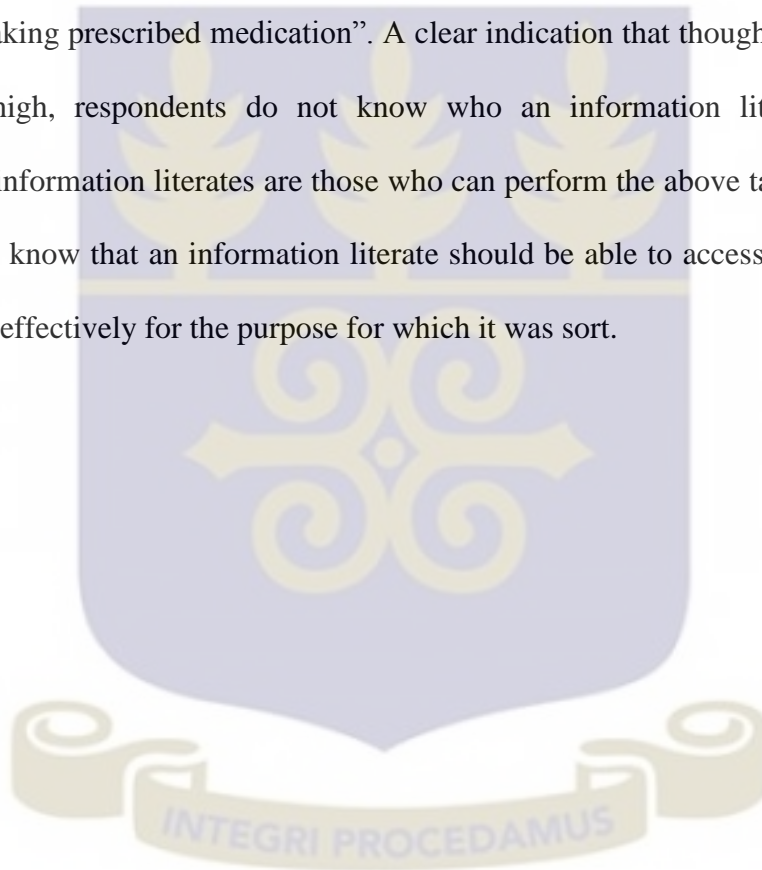 aking prescribed medication”. A clear indication that though
high, respondents do not know who an information lit
information literates are those who can perform the above ta
know that an information literate should be able to access
effectively for the purpose for which it was sort.
INTEGRI PROCEDAMUS